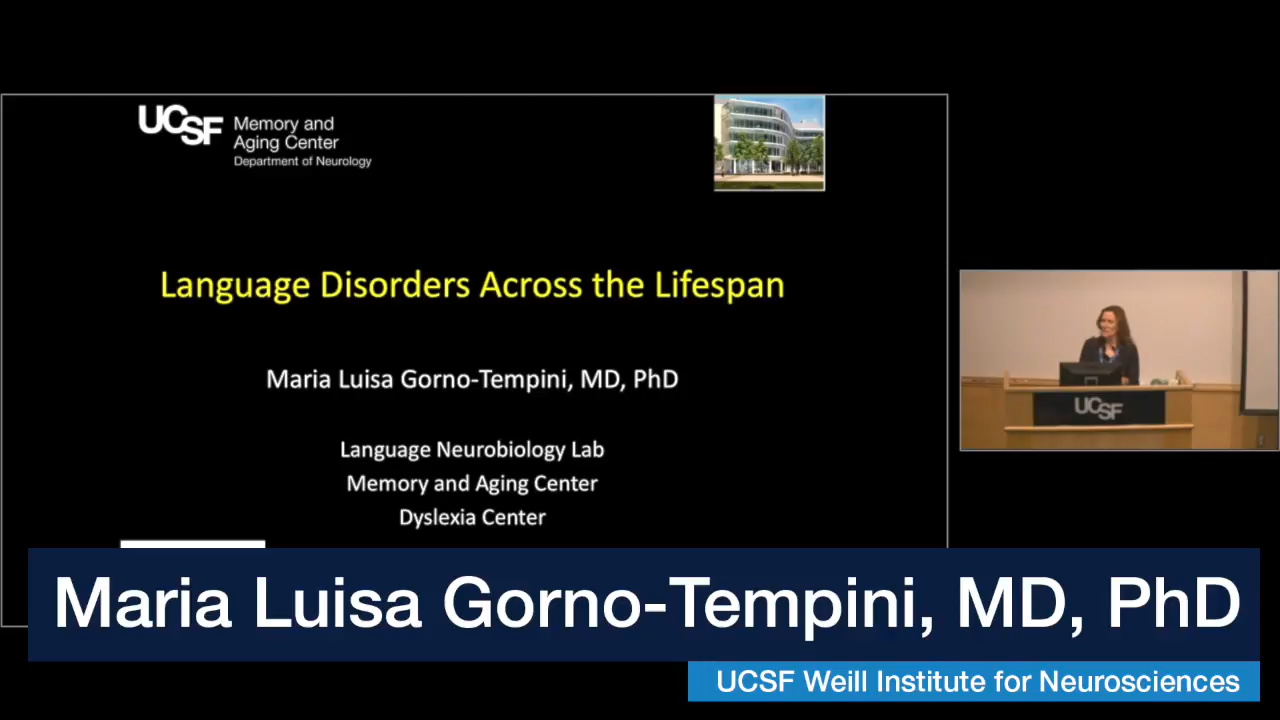 UCSF Memory and
Aging Center
Department of Neurology
Language Disorders Across the Lifespan
Maria Luisa Gorno-Tempini, MD, PhD
Language Neurobiology Lab
Memory and Aging Center
Dyslexia Center
UCSF
Maria Luisa Gorno-Tempini, MD, PhD
UCSF Weill Institute for Neurosciences